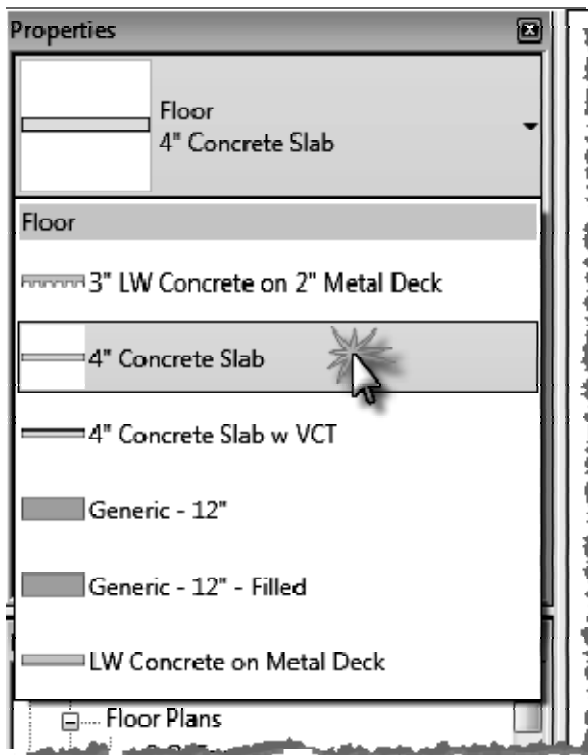 Properties
Floor
4" Concrete Slab
Floor
3" LW Concrete on 2" Metal Deck
4" Concrete Slab
4" Concrete Slab w VCT
Generic - 12"
Generic - 12" - Filled
LW Concrete on Metal Deck
Floor Plans